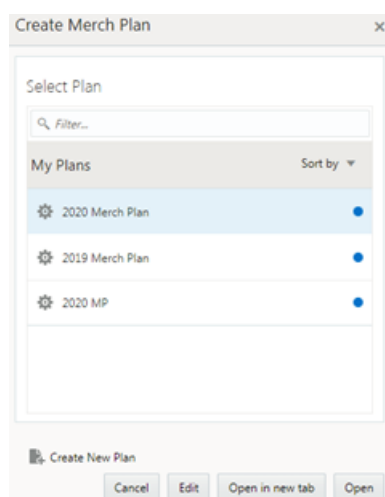 Create Merch Plan
Select Plan
Filter...
My Plans Sort by
2020 Merch Plan
2019 Merch Plan
2020 MP
Create New Plan
Cancel Edit Open in new tab Open